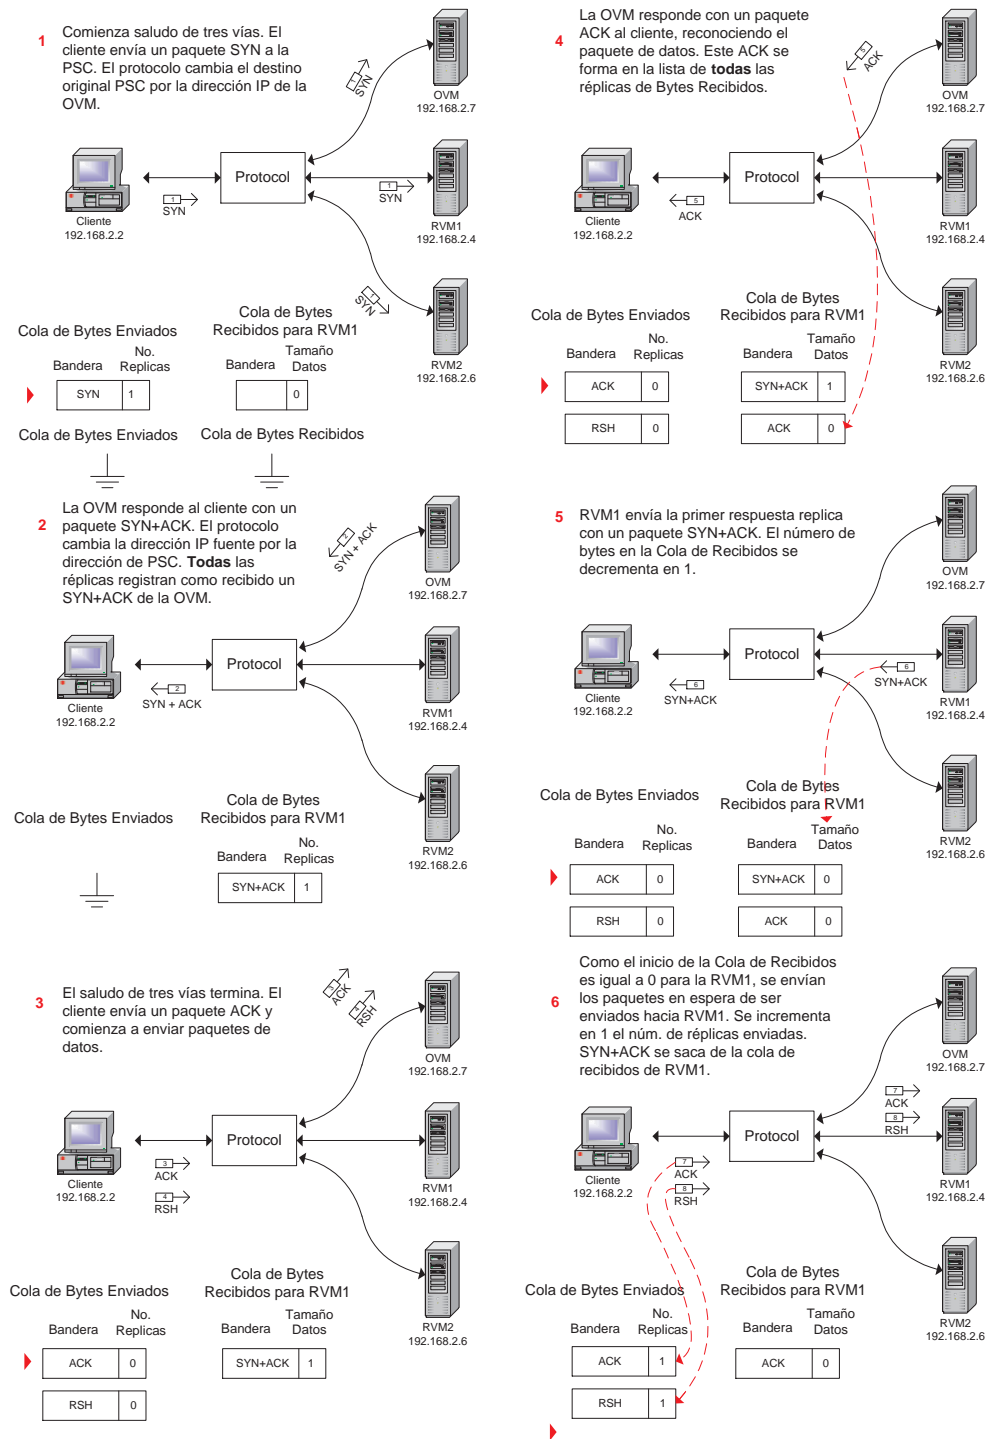 1
Comienza saludo de tres vías. El
cliente envía un paquete SYN a la
PSC. El protocolo cambia el destino
original PSC por la dirección IP de la
OVM.
1
SYN
OVM
192.168.2.7
Protocol
1
SYN
1
SYN
Cliente
192.168.2.2
RVM1
192.168.2.4
1
SYN
RVM2
192.168.2.6
Cola de Bytes Enviados
Cola de Bytes
Recibidos para RVM1
Bandera
No.
Replicas
Bandera
Tamaño
Datos
SYN
1
0
Cola de Bytes Enviados
Cola de Bytes Recibidos
2
La OVM responde al cliente con un
paquete SYN+ACK. El protocolo
cambia la dirección IP fuente por la
dirección de PSC. Todas las
réplicas registran como recibido un
SYN+ACK de la OVM.
2
SYN + ACK
OVM
192.168.2.7
Protocol
2
SYN + ACK
Cliente
192.168.2.2
RVM1
192.168.2.4
RVM2
192.168.2.6
Cola de Bytes Enviados
Cola de Bytes
Recibidos para RVM1
Bandera
No.
Replicas
SYN+ACK
1
3
El saludo de tres vías termina. El
cliente envía un paquete ACK y
comienza a enviar paquetes de
datos.
3
ACK
4
RSH
OVM
192.168.2.7
Protocol
3
ACK
4
RSH
Cliente
192.168.2.2
RVM1
192.168.2.4
RVM2
192.168.2.6
Cola de Bytes Enviados
Cola de Bytes
Recibidos para RVM1
Bandera
No.
Replicas
Bandera
Tamaño
Datos
ACK
0
SYN+ACK
1
RSH
0
4
La OVM responde con un paquete
ACK al cliente, reconociendo el
paquete de datos. Este ACK se
forma en la lista de todas las
réplicas de Bytes Recibidos.
5
ACK
OVM
192.168.2.7
Protocol
5
ACK
Cliente
192.168.2.2
RVM1
192.168.2.4
RVM2
192.168.2.6
Cola de Bytes Enviados
Cola de Bytes
Recibidos para RVM1
Bandera
No.
Replicas
Bandera
Tamaño
Datos
ACK
0
SYN+ACK
1
RSH
0
ACK
0
5
RVM1 envía la primer respuesta replica
con un paquete SYN+ACK. El número de
bytes en la Cola de Recibidos se
decrementa en 1.
OVM
192.168.2.7
Protocol
6
SYN+ACK
6
SYN+ACK
Cliente
192.168.2.2
RVM1
192.168.2.4
RVM2
192.168.2.6
Cola de Bytes Enviados
Cola de Bytes
Recibidos para RVM1
Bandera
No.
Replicas
Bandera
Tamaño
Datos
ACK
0
SYN+ACK
0
RSH
0
ACK
0
6
Como el inicio de la Cola de Recibidos
es igual a 0 para la RVM1, se envían
los paquetes en espera de ser
enviados hacia RVM1. Se incrementa
en 1 el núm. de réplicas enviadas.
SYN+ACK se saca de la cola de
recibidos de RVM1.
OVM
192.168.2.7
7
ACK
8
RSH
Protocol
7
ACK
8
RSH
Cliente
192.168.2.2
RVM1
192.168.2.4
RVM2
192.168.2.6
Cola de Bytes Enviados
Cola de Bytes
Recibidos para RVM1
Bandera
No.
Replicas
Bandera
Tamaño
Datos
ACK
1
ACK
0
RSH
1